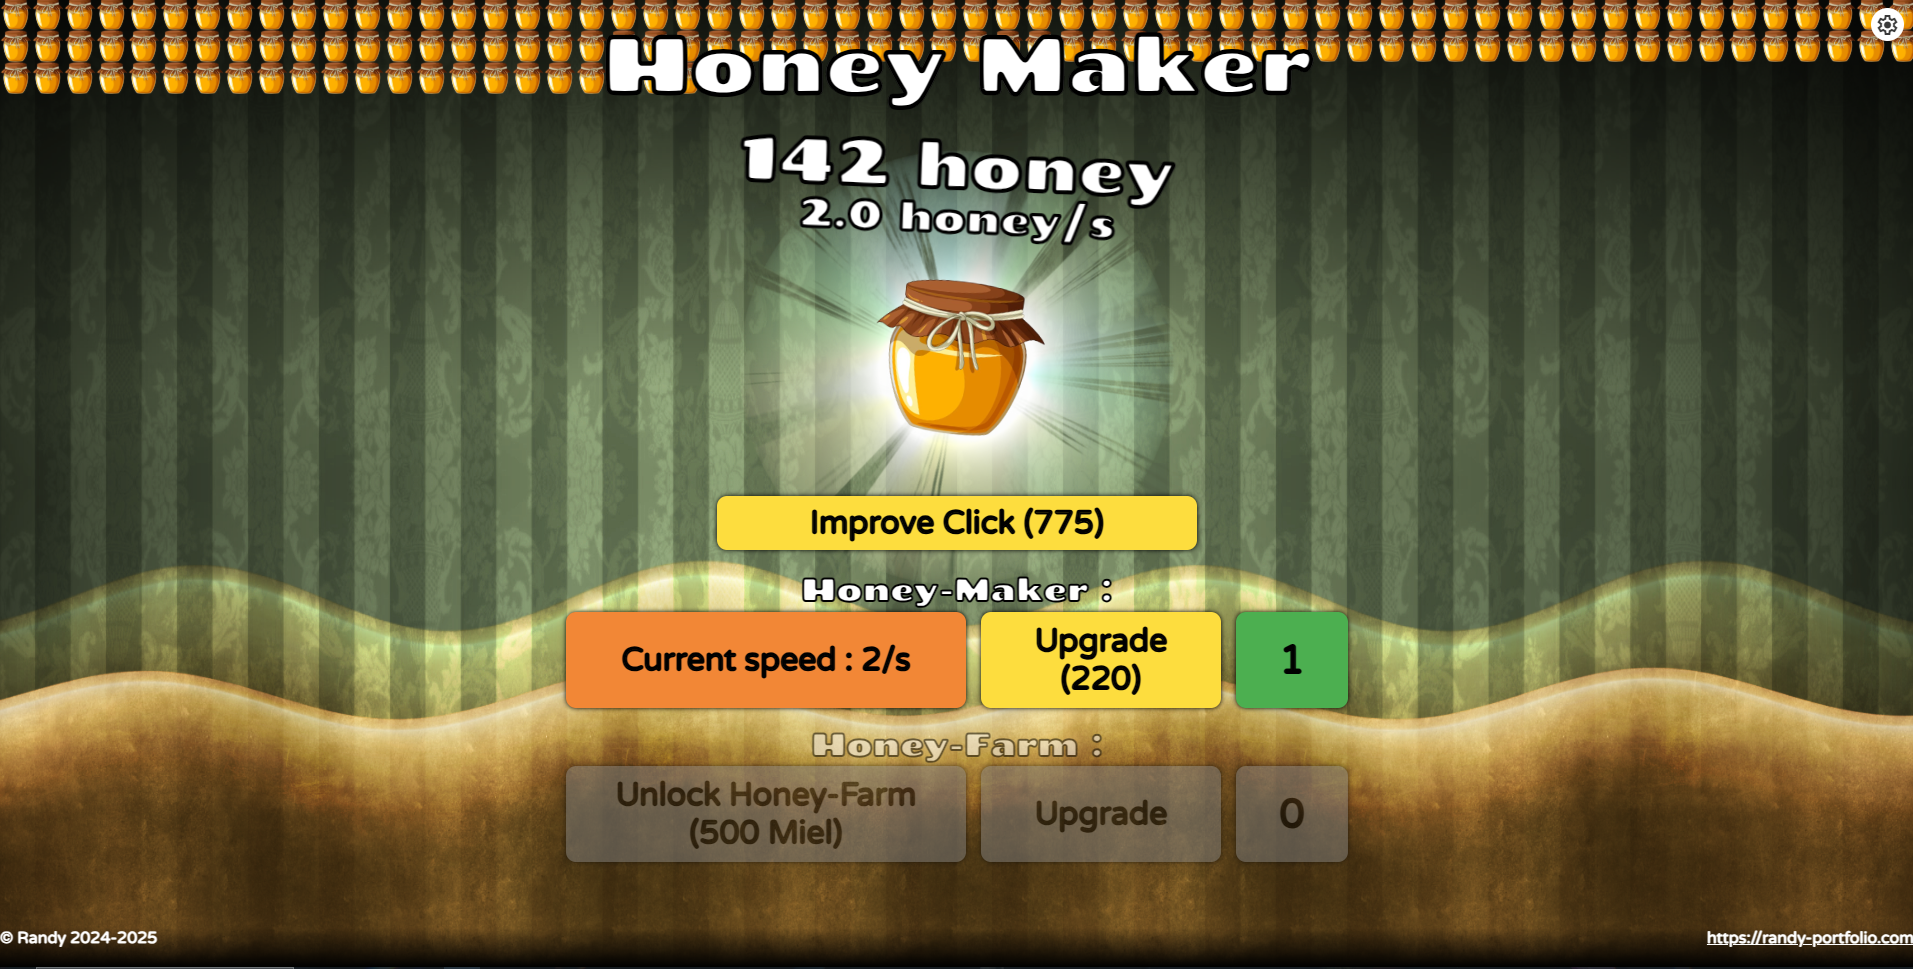 Honey Maker
142 honey
2.0 honey/s
Improve Click (775)
Honey-Maker :
Current speed : 2/s
Upgrade
(220)
1
Honey-Farm :
Unlock Honey-Farm
(500 Miel)
Upgrade
0
© Randy 2024-2025
https://randy-portfolio.com